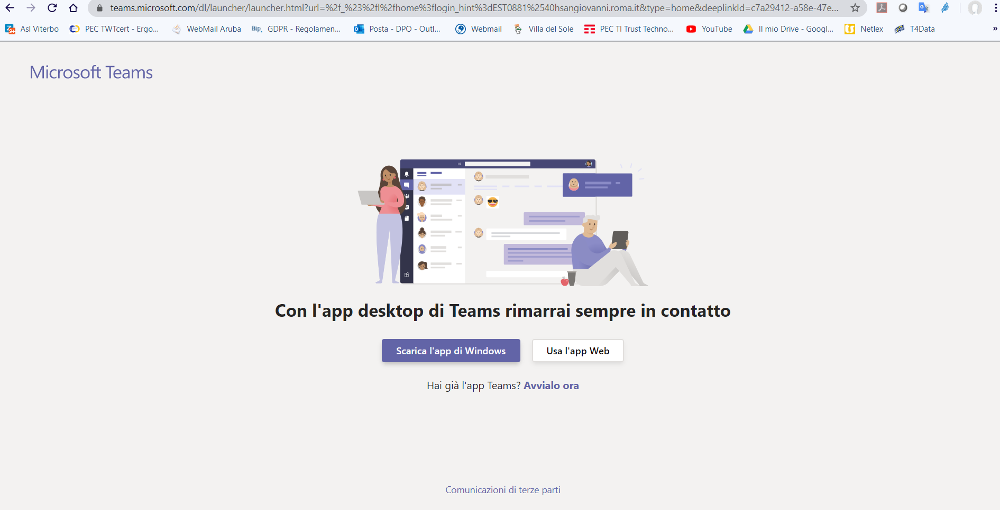 teams.microsoft.com/dl/launcher/launcher.html?url=%2f_%23%2fl%2fhome%3flogin_hint%3dEST0881%2540hsangiovanni.roma.it&type=home&deeplinkId=c7a29412-a58e-47e...
Asl Viterbo PEC TWTcert - Ergo... WebMail Aruba Bip. GDPR - Regolamen... Posta - DPO - Outl... Webmail Villa del Sole PEC TI Trust Techno... YouTube Il mio Drive - Googl... Netlex T4Data »
Microsoft Teams
Con l'app desktop di Teams rimarrai sempre in contatto
Scarica l'app di Windows Usa l'app Web
Hai già l'app Teams? Avvialo ora
Comunicazioni di terze parti